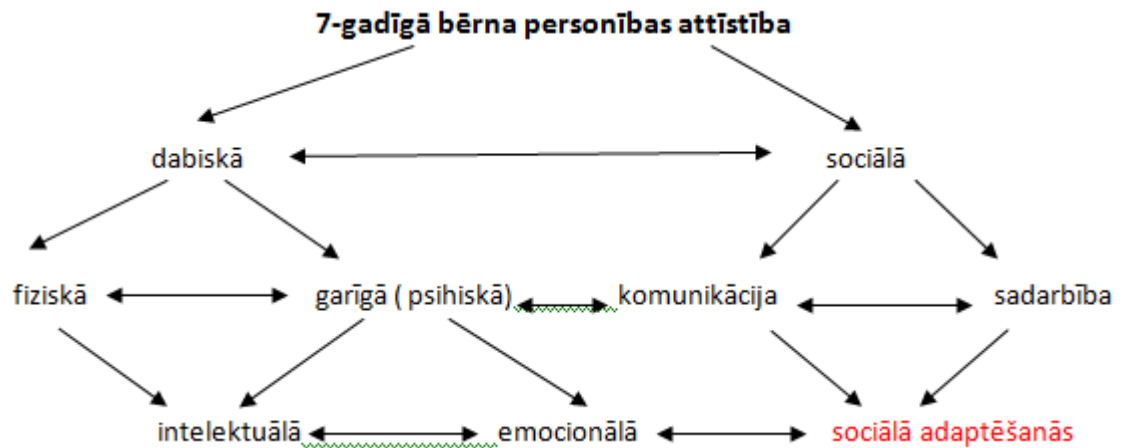 7-gadīgā bērna personības attīstība
dabiskā sociālā
fiziskā garīgā ( psihiskā) komunikācija sadarbība
intelektuālā emocionālā sociālā adaptēšanās